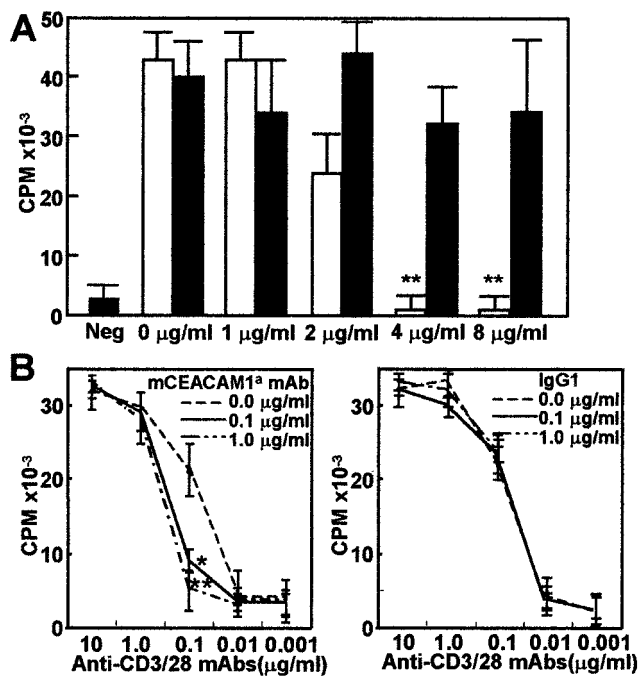 A
50
40
30
20
10
0
CPM x10-3
**
**
Neg 0 µg/ml 1 µg/ml 2 µg/ml 4 µg/ml 8 µg/ml
B
mCEACAM1ª mAb
0.0 µg/ml
0.1 µg/ml
1.0 µg/ml
30
20
10
0
CPM x10-3
*
**
10 1.0 0.1 0.01 0.001
Anti-CD3/28 mAbs(µg/ml)
IgG1
0.0 µg/ml
0.1 µg/ml
1.0 µg/ml
30
20
10
0
CPM x10-3
10 1.0 0.1 0.01 0.001
Anti-CD3/28 mAbs(µg/ml)